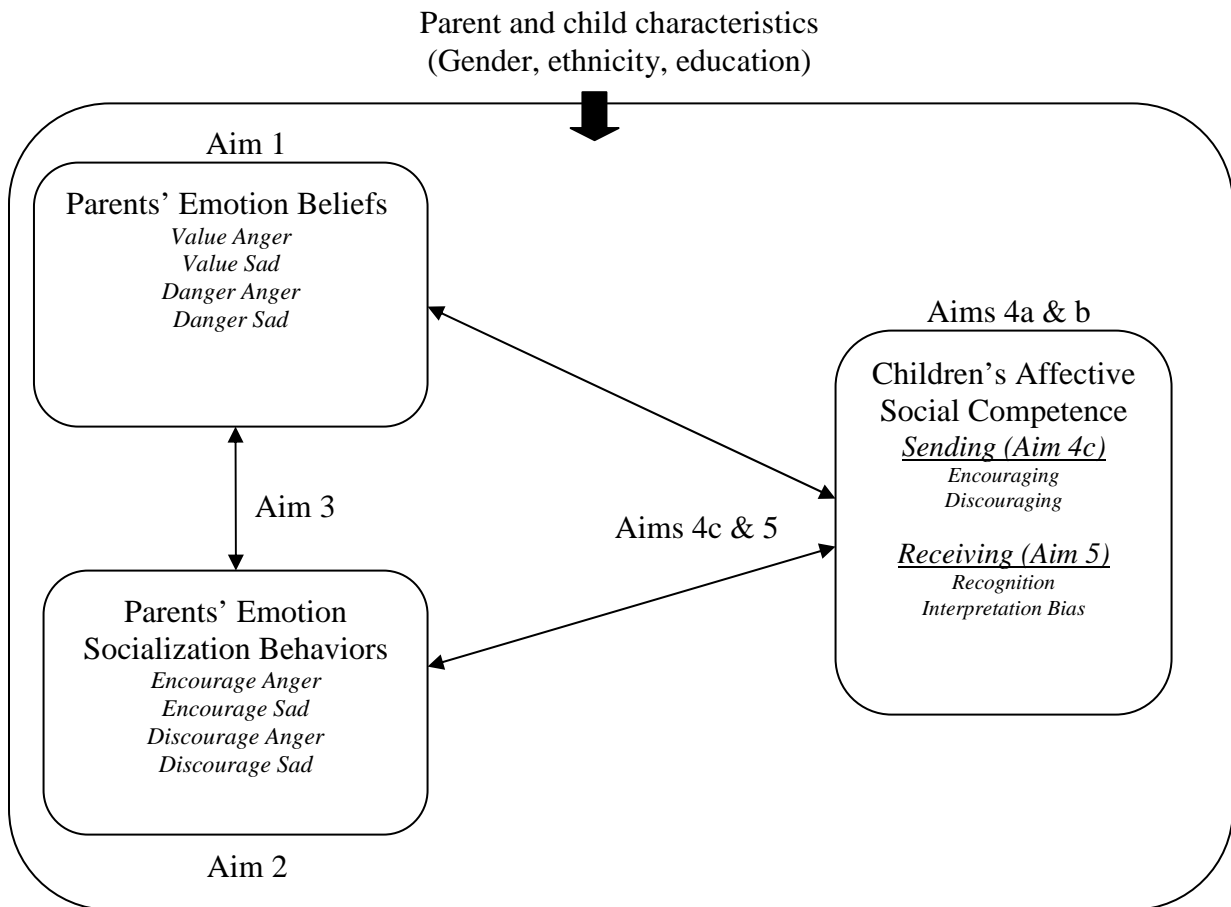 Parent and child characteristics
(Gender, ethnicity, education)
Aim 1
Parents’ Emotion Beliefs
Value Anger
Value Sad
Danger Anger
Danger Sad
Aim 3
Parents’ Emotion
Socialization Behaviors
Encourage Anger
Encourage Sad
Discourage Anger
Discourage Sad
Aim 2
Aims 4c & 5
Aims 4a & b
Children’s Affective
Social Competence
Sending (Aim 4c)
Encouraging
Discouraging
Receiving (Aim 5)
Recognition
Interpretation Bias